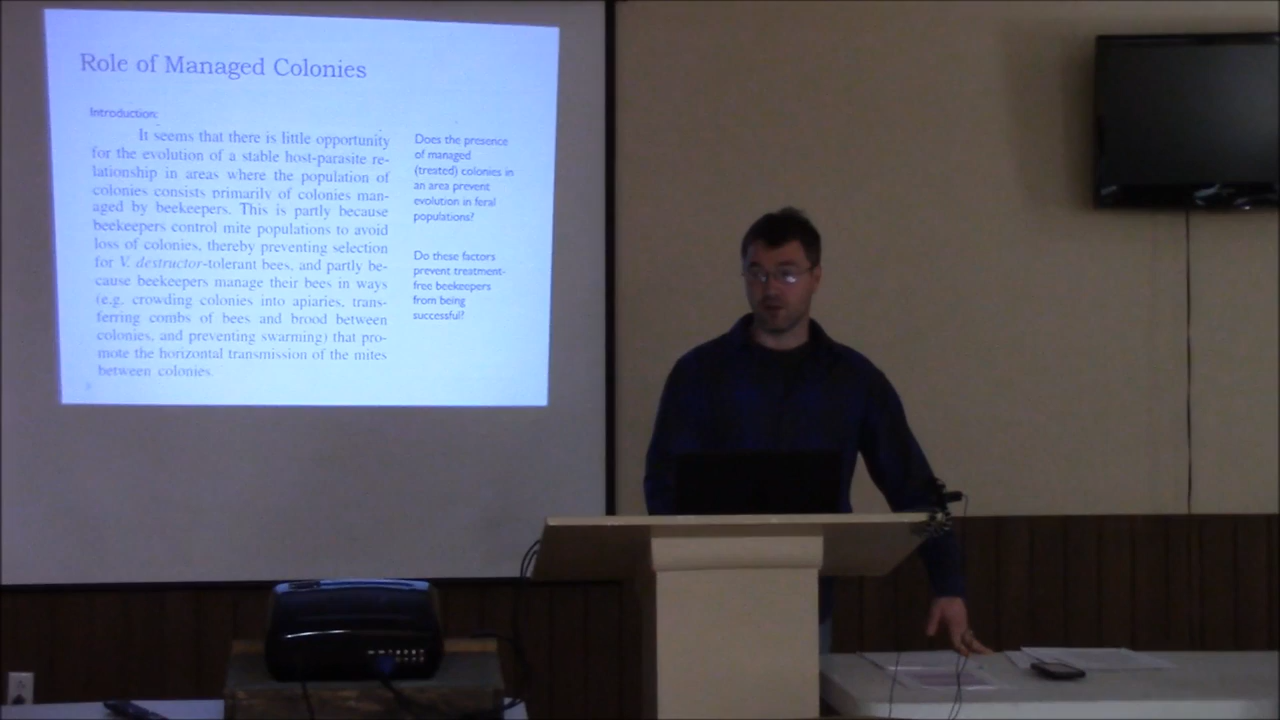 Role of Managed Colonies
Introduction:
It seems that there is little opportunity
for the evolution of a stable host-parasite re-
lationship in areas where the population of
colonies consists primarily of colonies man-
aged by beekeepers. This is partly because
beekeepers control mite populations to avoid
loss of colonies, thereby preventing selection
for V. destructor-tolerant bees, and partly be-
cause beekeepers manage their bees in ways
(e.g. crowding colonies into apiaries, trans-
ferring combs of bees and brood between
colonies, and preventing swarming) that pro-
mote the horizontal transmission of the mites
between colonies.
Does the presence
of managed
(treated) colonies in
an area prevent
evolution in feral
populations?
Do these factors
prevent treatment-
free beekeepers
from being
successful?